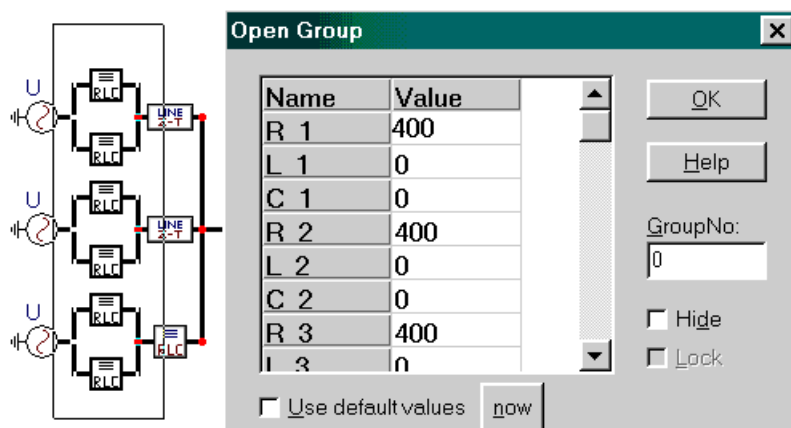 U
RLC
LINE
Z-T
RLC
U
RLC
LINE
Z-T
RLC
U
RLC
RLC
RLC
Open Group
Name Value
R 1 400
L 1 0
C 1 0
R 2 400
L 2 0
C 2 0
R 3 400
L 3 0
Use default values now
OK
Help
GroupNo:
0
Hide
Lock